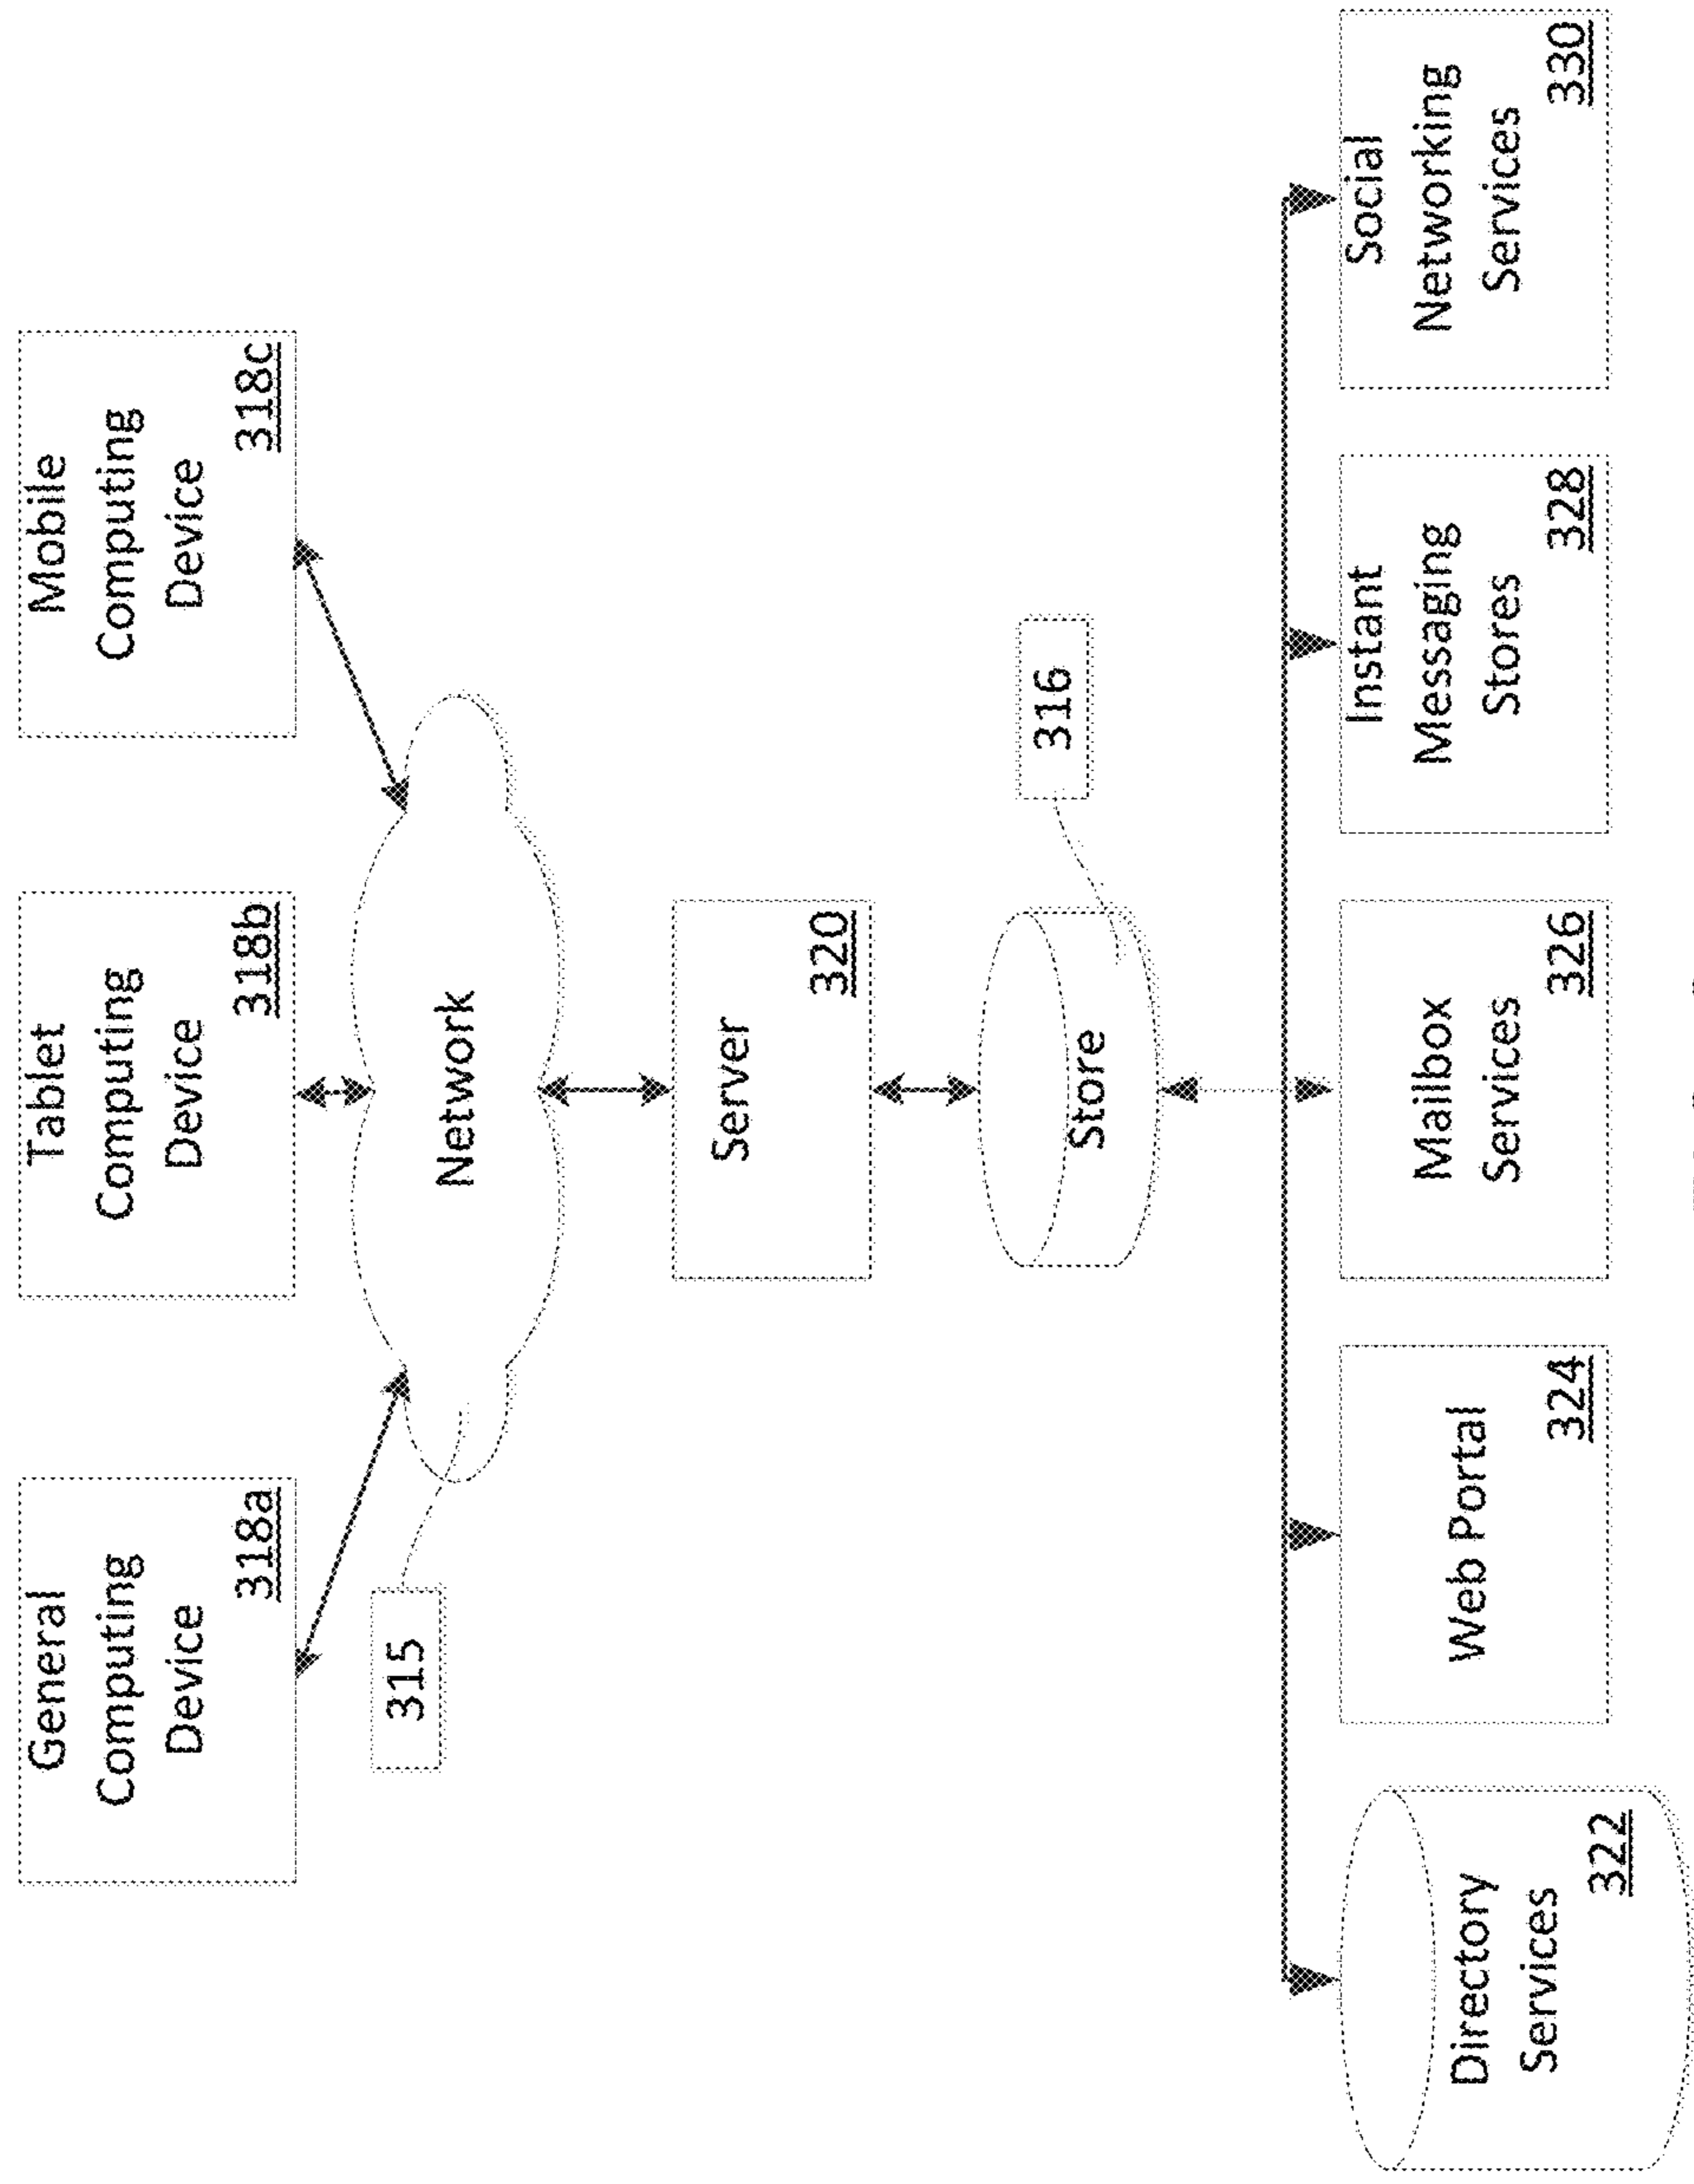 General
Computing
Device
318a
Tablet
Computing
Device
318b
Mobile
Computing
Device
318c
315
Network
Server
320
316
Store
Directory
Services
322
Web Portal
324
Mailbox
Services
326
Instant
Messaging
Stores
328
Social
Networking
Services
330